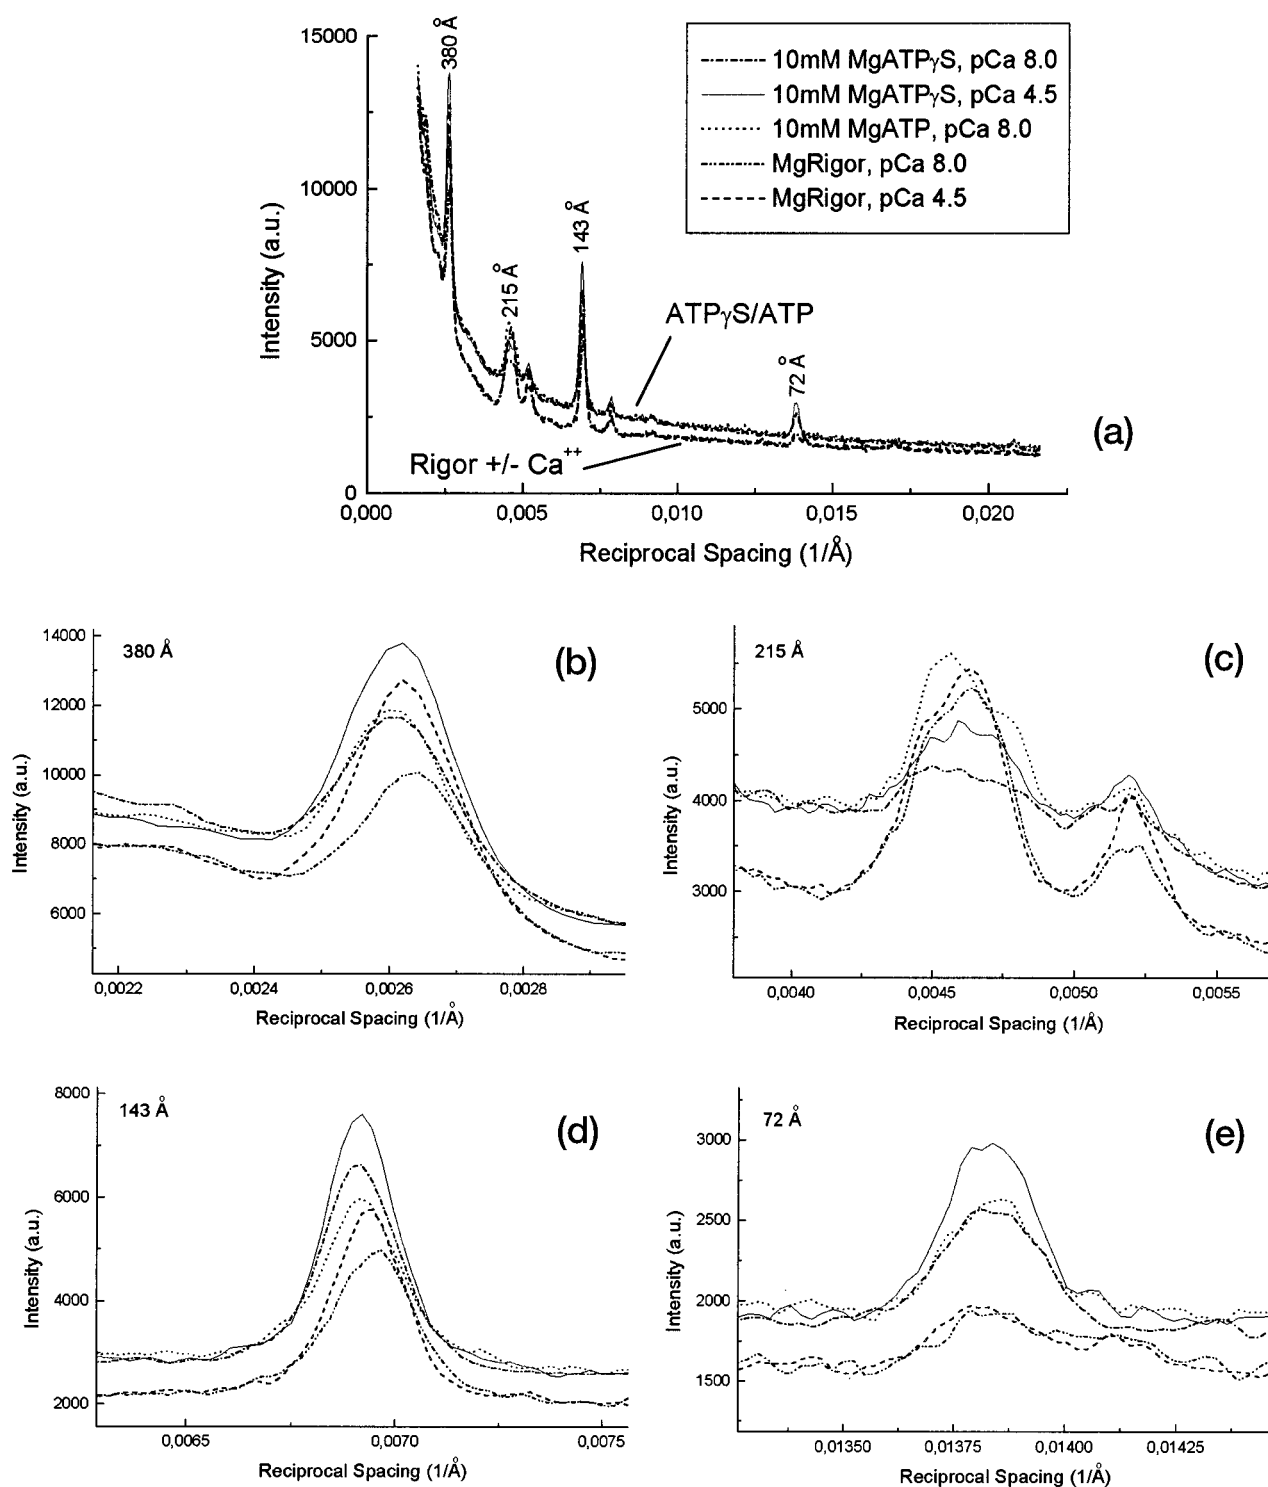 15000
10000
5000
0
Intensity (a.u.)
380 Å
215 Å
143 Å
72 Å
ATPγS/ATP
Rigor +/- Ca++
0,000
0,005
0,010
0,015
0,020
Reciprocal Spacing (1/Å)
10mM MgATPγS, pCa 8.0
10mM MgATPγS, pCa 4.5
10mM MgATP, pCa 8.0
MgRigor, pCa 8.0
MgRigor, pCa 4.5
(a)
380 Å
(b)
14000
12000
10000
8000
6000
Intensity (a.u.)
0,0022
0,0024
0,0026
0,0028
Reciprocal Spacing (1/Å)
215 Å
(c)
5000
4000
3000
Intensity (a.u.)
0,0040
0,0045
0,0050
0,0055
Reciprocal Spacing (1/Å)
143 Å
(d)
8000
6000
4000
2000
Intensity (a.u.)
0,0065
0,0070
0,0075
Reciprocal Spacing (1/Å)
72 Å
(e)
3000
2500
2000
1500
Intensity (a.u.)
0,01350
0,01375
0,01400
0,01425
Reciprocal Spacing (1/Å)